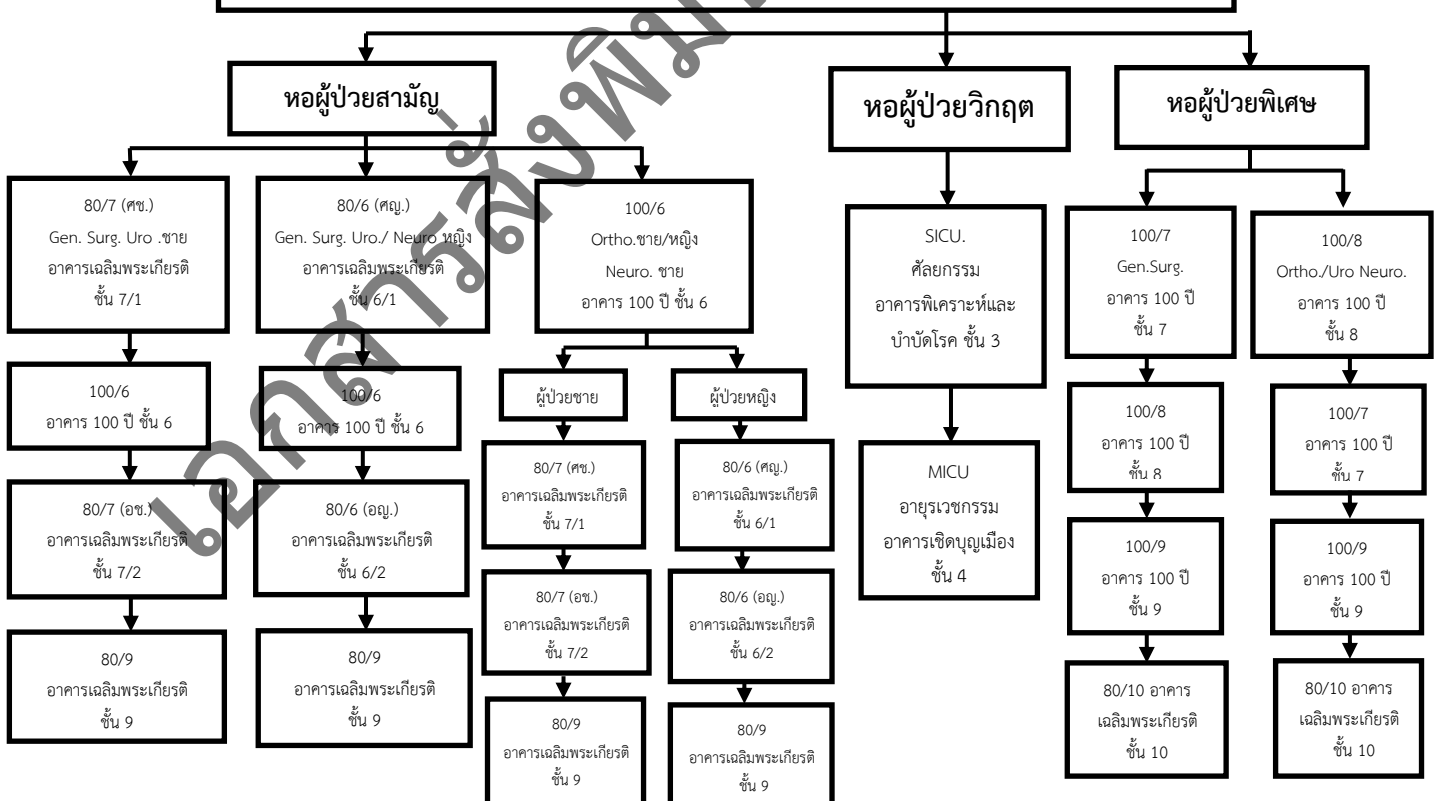 หอผู้ป่วยสามัญ
หอผู้ป่วยวิกฤต
หอผู้ป่วยพิเศษ
80/7 (ศช.)
Gen. Surg. Uro .ชาย
อาคารเฉลิมพระเกียรติ
ชั้น 7/1
80/6 (ศญ.)
Gen. Surg. Uro./ Neuro หญิง
อาคารเฉลิมพระเกียรติ
ชั้น 6/1
100/6
Ortho.ชาย/หญิง
Neuro. ชาย
อาคาร 100 ปี ชั้น 6
SICU.
ศัลยกรรม
อาคารพิเคราะห์และ
บำบัดโรค ชั้น 3
100/7
Gen.Surg.
อาคาร 100 ปี
ชั้น 7
100/8
Ortho./Uro Neuro.
อาคาร 100 ปี
ชั้น 8
100/6
อาคาร 100 ปี ชั้น 6
100/6
อาคาร 100 ปี ชั้น 6
ผู้ป่วยชาย
ผู้ป่วยหญิง
100/8
อาคาร 100 ปี
ชั้น 8
100/7
อาคาร 100 ปี
ชั้น 7
80/7 (อช.)
อาคารเฉลิมพระเกียรติ
ชั้น 7/2
80/6 (อญ.)
อาคารเฉลิมพระเกียรติ
ชั้น 6/2
80/7 (ศช.)
อาคารเฉลิมพระเกียรติ
ชั้น 7/1
80/6 (ศญ.)
อาคารเฉลิมพระเกียรติ
ชั้น 6/1
MICU
อายุรเวชกรรม
อาคารเชิดบุญเมือง
ชั้น 4
100/9
อาคาร 100 ปี
ชั้น 9
100/9
อาคาร 100 ปี
ชั้น 9
80/7 (อช.)
อาคารเฉลิมพระเกียรติ
ชั้น 7/2
80/6 (อญ.)
อาคารเฉลิมพระเกียรติ
ชั้น 6/2
80/9
อาคารเฉลิมพระเกียรติ
ชั้น 9
80/9
อาคารเฉลิมพระเกียรติ
ชั้น 9
80/9
อาคารเฉลิมพระเกียรติ
ชั้น 9
80/9
อาคารเฉลิมพระเกียรติ
ชั้น 9
80/10 อาคาร
เฉลิมพระเกียรติ
ชั้น 10
80/10 อาคาร
เฉลิมพระเกียรติ
ชั้น 10
เอกสารสั่งพิม